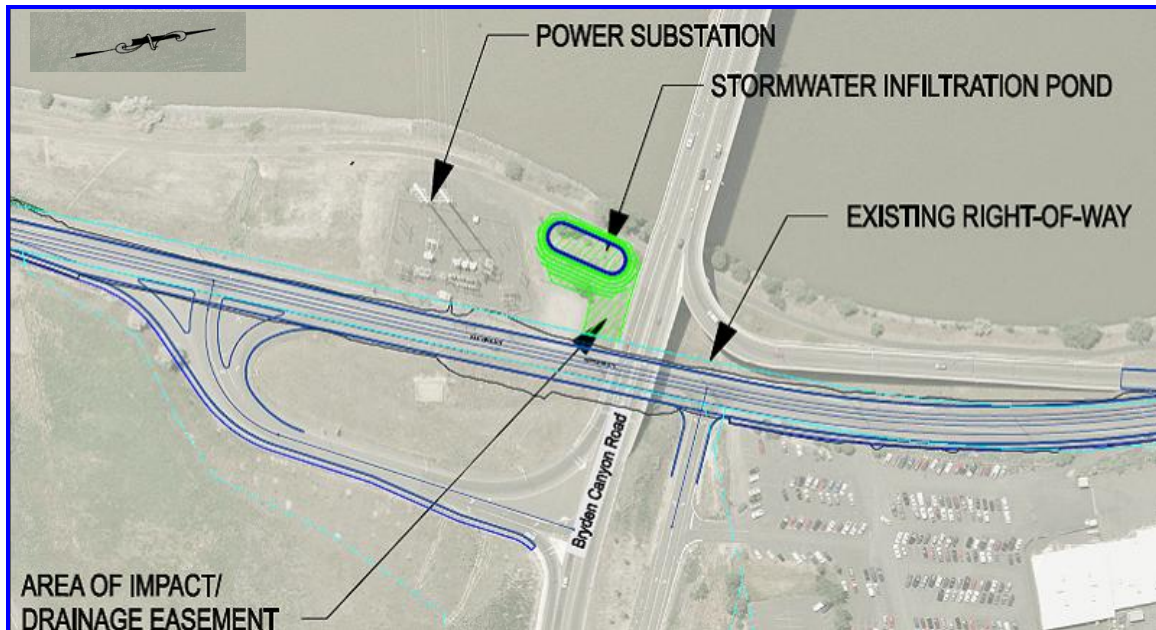 POWER SUBSTATION
STORMWATER INFILTRATION POND
EXISTING RIGHT-OF-WAY
Bryden Canyon Road
AREA OF IMPACT/
DRAINAGE EASEMENT